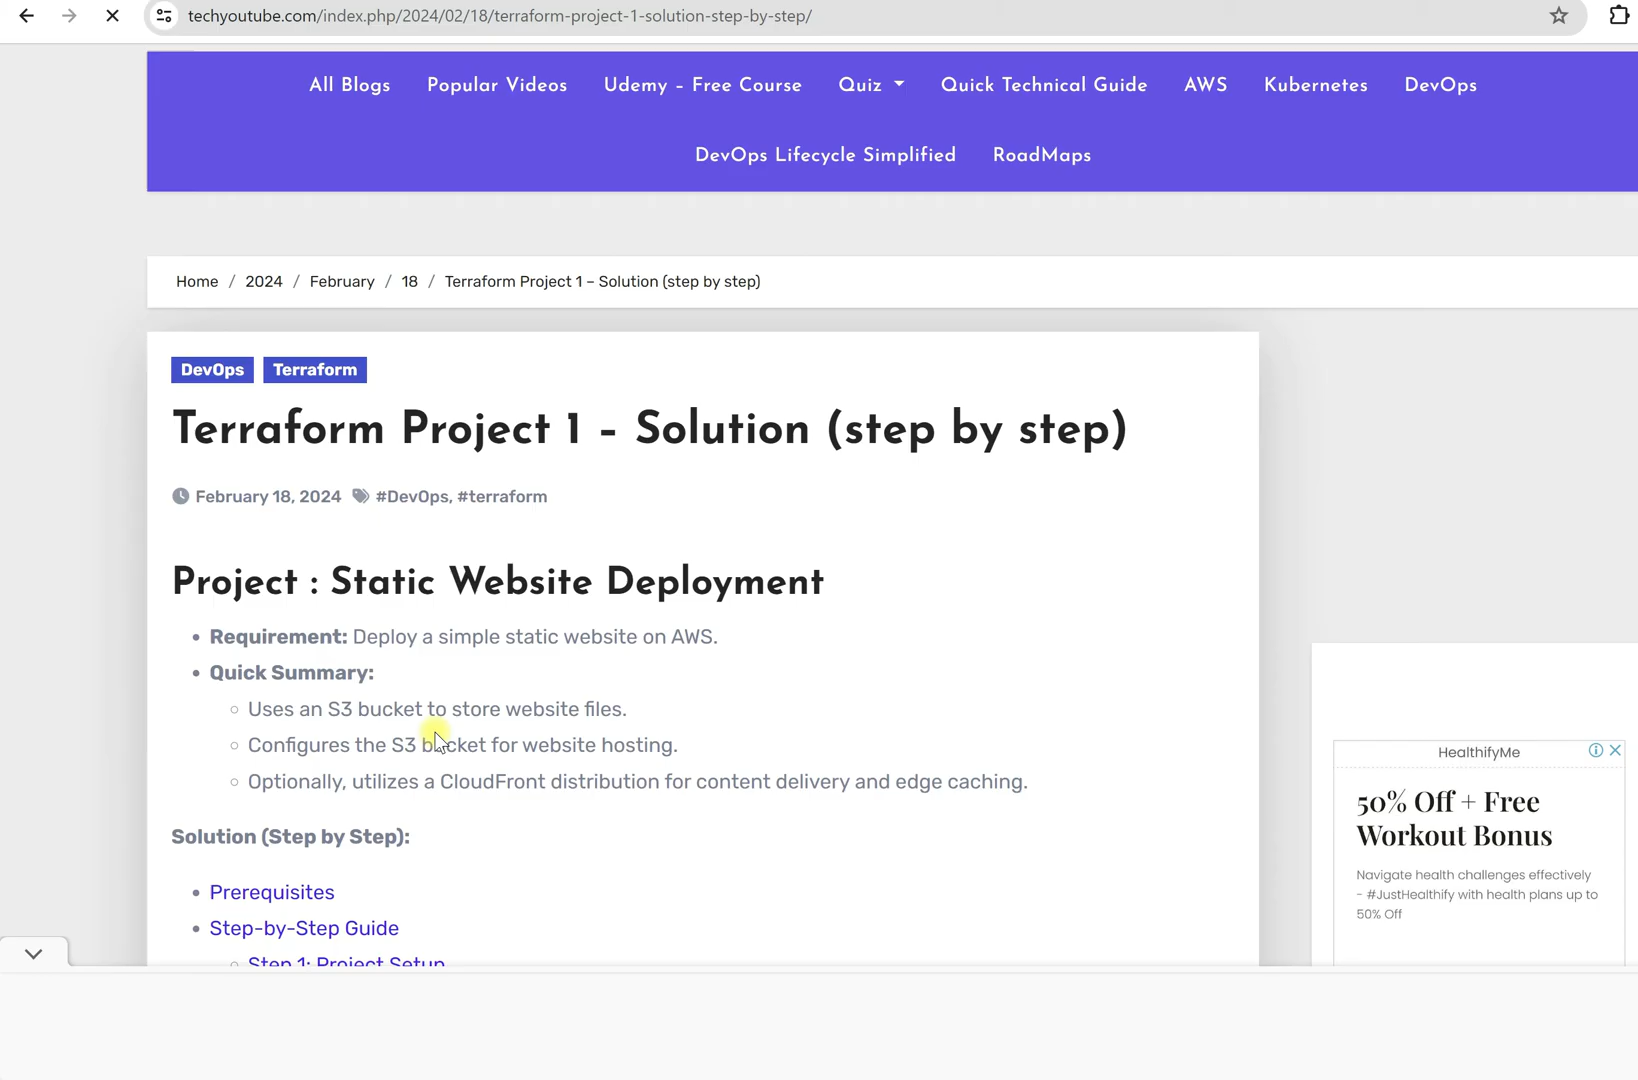 techyoutube.com/index.php/2024/02/18/terraform-project-1-solution-step-by-step/
All Blogs Popular Videos Udemy – Free Course Quiz Quick Technical Guide AWS Kubernetes DevOps
DevOps Lifecycle Simplified RoadMaps
Home / 2024 / February / 18 / Terraform Project 1 – Solution (step by step)
DevOps Terraform
Terraform Project 1 – Solution (step by step)
February 18, 2024 #DevOps, #terraform
Project : Static Website Deployment
• Requirement: Deploy a simple static website on AWS.
• Quick Summary:
○ Uses an S3 bucket to store website files.
○ Configures the S3 bucket for website hosting.
○ Optionally, utilizes a CloudFront distribution for content delivery and edge caching.
Solution (Step by Step):
• Prerequisites
• Step-by-Step Guide
○ Step 1: Project Setup
HealthifyMe
50% Off + Free
Workout Bonus
Navigate health challenges effectively
- #JustHealthify with health plans up to
50% Off